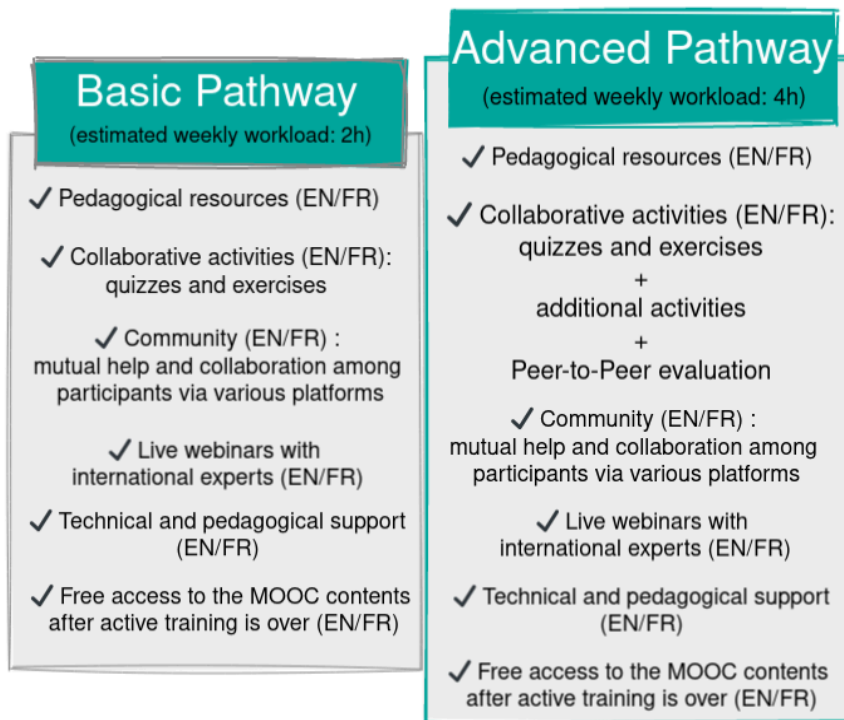 Basic Pathway
(estimated weekly workload: 2h)
✓ Pedagogical resources (EN/FR)
✓ Collaborative activities (EN/FR):
quizzes and exercises
✓ Community (EN/FR) :
mutual help and collaboration among
participants via various platforms
✓ Live webinars with
international experts (EN/FR)
✓ Technical and pedagogical support
(EN/FR)
✓ Free access to the MOOC contents
after active training is over (EN/FR)
Advanced Pathway
(estimated weekly workload: 4h)
✓ Pedagogical resources (EN/FR)
✓ Collaborative activities (EN/FR):
quizzes and exercises
+
additional activities
+
Peer-to-Peer evaluation
✓ Community (EN/FR) :
mutual help and collaboration among
participants via various platforms
✓ Live webinars with
international experts (EN/FR)
✓ Technical and pedagogical support
(EN/FR)
✓ Free access to the MOOC contents
after active training is over (EN/FR)